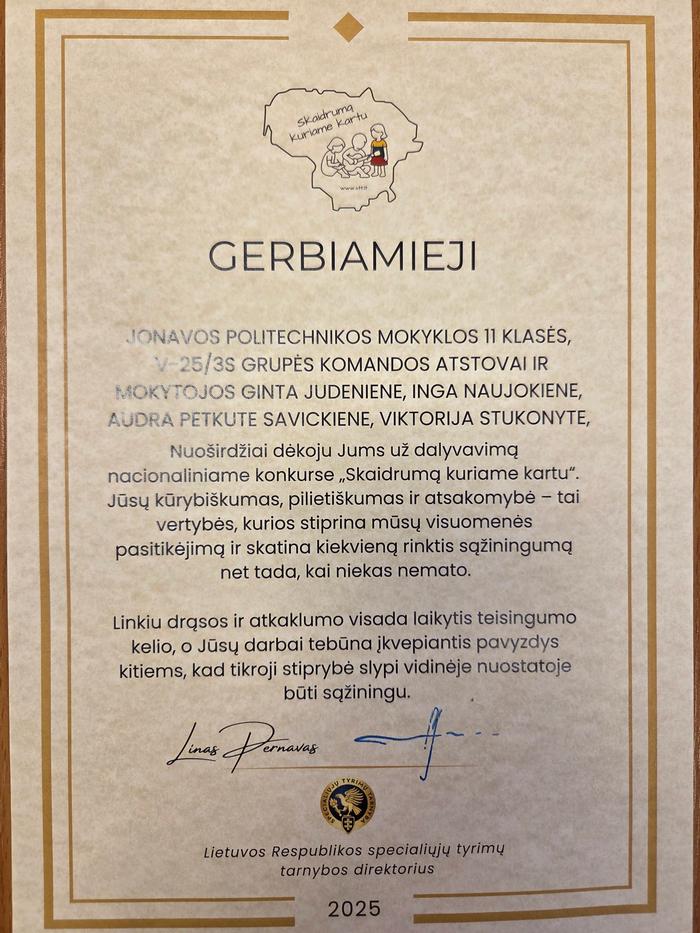 Skaidrumą
kuriame kartu
www.stt.lt
GERBIAMIEJI
JONAVOS POLITECHNIKOS MOKYKLOS 11 KLASĖS,
V-25/3S GRUPĖS KOMANDOS ATSTOVAI IR
MOKYTOJOS GINTA JUDENIENE, INGA NAUJOKIENE,
AUDRA PETKUTE SAVICKIENE, VIKTORIJA STUKONYTE,
Nuoširdžiai dėkoju Jums už dalyvavimą
nacionaliniame konkurse „Skaidrumą kuriame kartu“.
Jūsų kūrybiškumas, pilietiškumas ir atsakomybė – tai
vertybės, kurios stiprina mūsų visuomenės
pasitikėjimą ir skatina kiekvieną rinktis sąžiningumą
net tada, kai niekas nemato.
Linkiu drąsos ir atkaklumo visada laikytis teisingumo
kelio, o Jūsų darbai tebūna įkvepiantis pavyzdys
kitiems, kad tikroji stiprybė slypi vidinėje nuostatoje
būti sąžiningu.
Linas Pernavas
SPECIALIŲJŲ TYRIMŲ TARNYBA
Lietuvos Respublikos specialiųjų tyrimų
tarnybos direktorius
2025